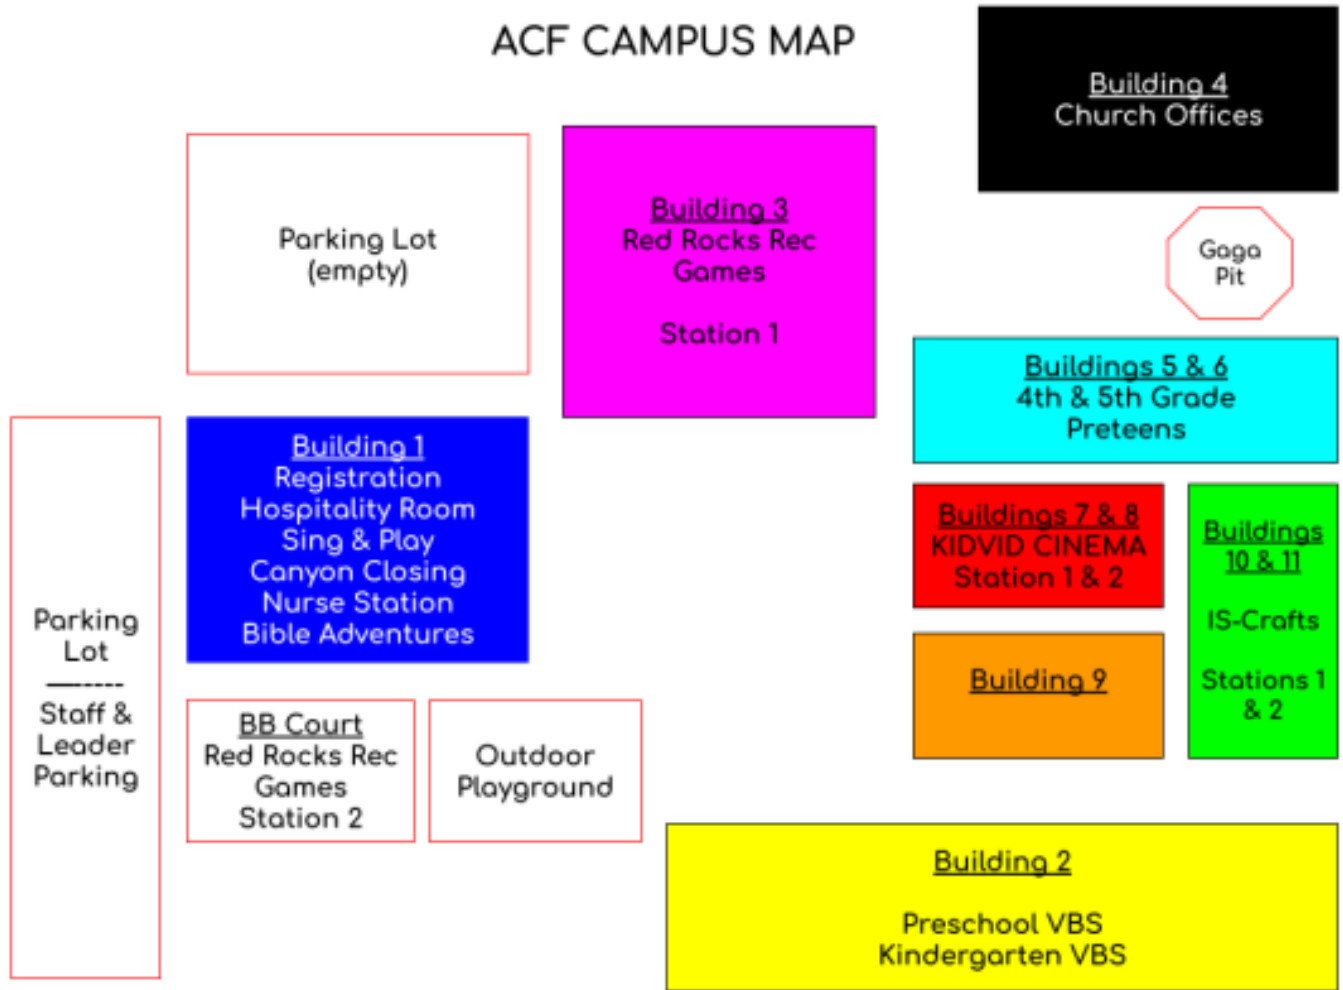 ACF CAMPUS MAP
Building 4
Church Offices
Parking Lot
(empty)
Building 3
Red Rocks Rec
Games
Station 1
Gaga
Pit
Buildings 5 & 6
4th & 5th Grade
Preteens
Building 1
Registration
Hospitality Room
Sing & Play
Canyon Closing
Nurse Station
Bible Adventures
Buildings 7 & 8
KIDVID CINEMA
Station 1 & 2
Buildings
10 & 11
IS-Crafts
Stations 1
& 2
Parking
Lot
--------
Staff &
Leader
Parking
Building 9
BB Court
Red Rocks Rec
Games
Station 2
Outdoor
Playground
Building 2
Preschool VBS
Kindergarten VBS